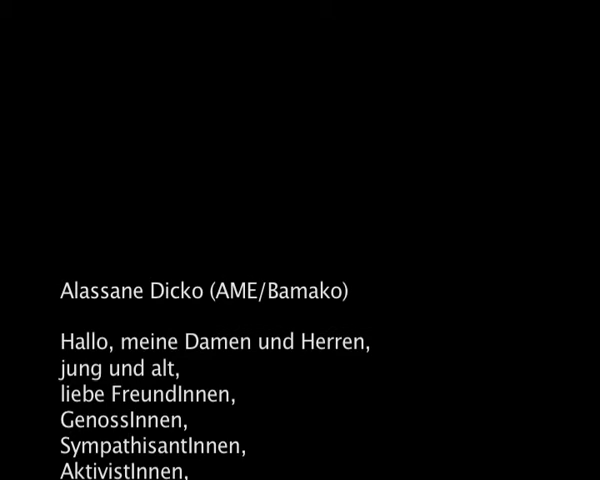 Alassane Dicko (AME/Bamako)
Hallo, meine Damen und Herren,
jung und alt,
liebe FreundInnen,
GenossInnen,
SympathisantInnen,
AktivistInnen,